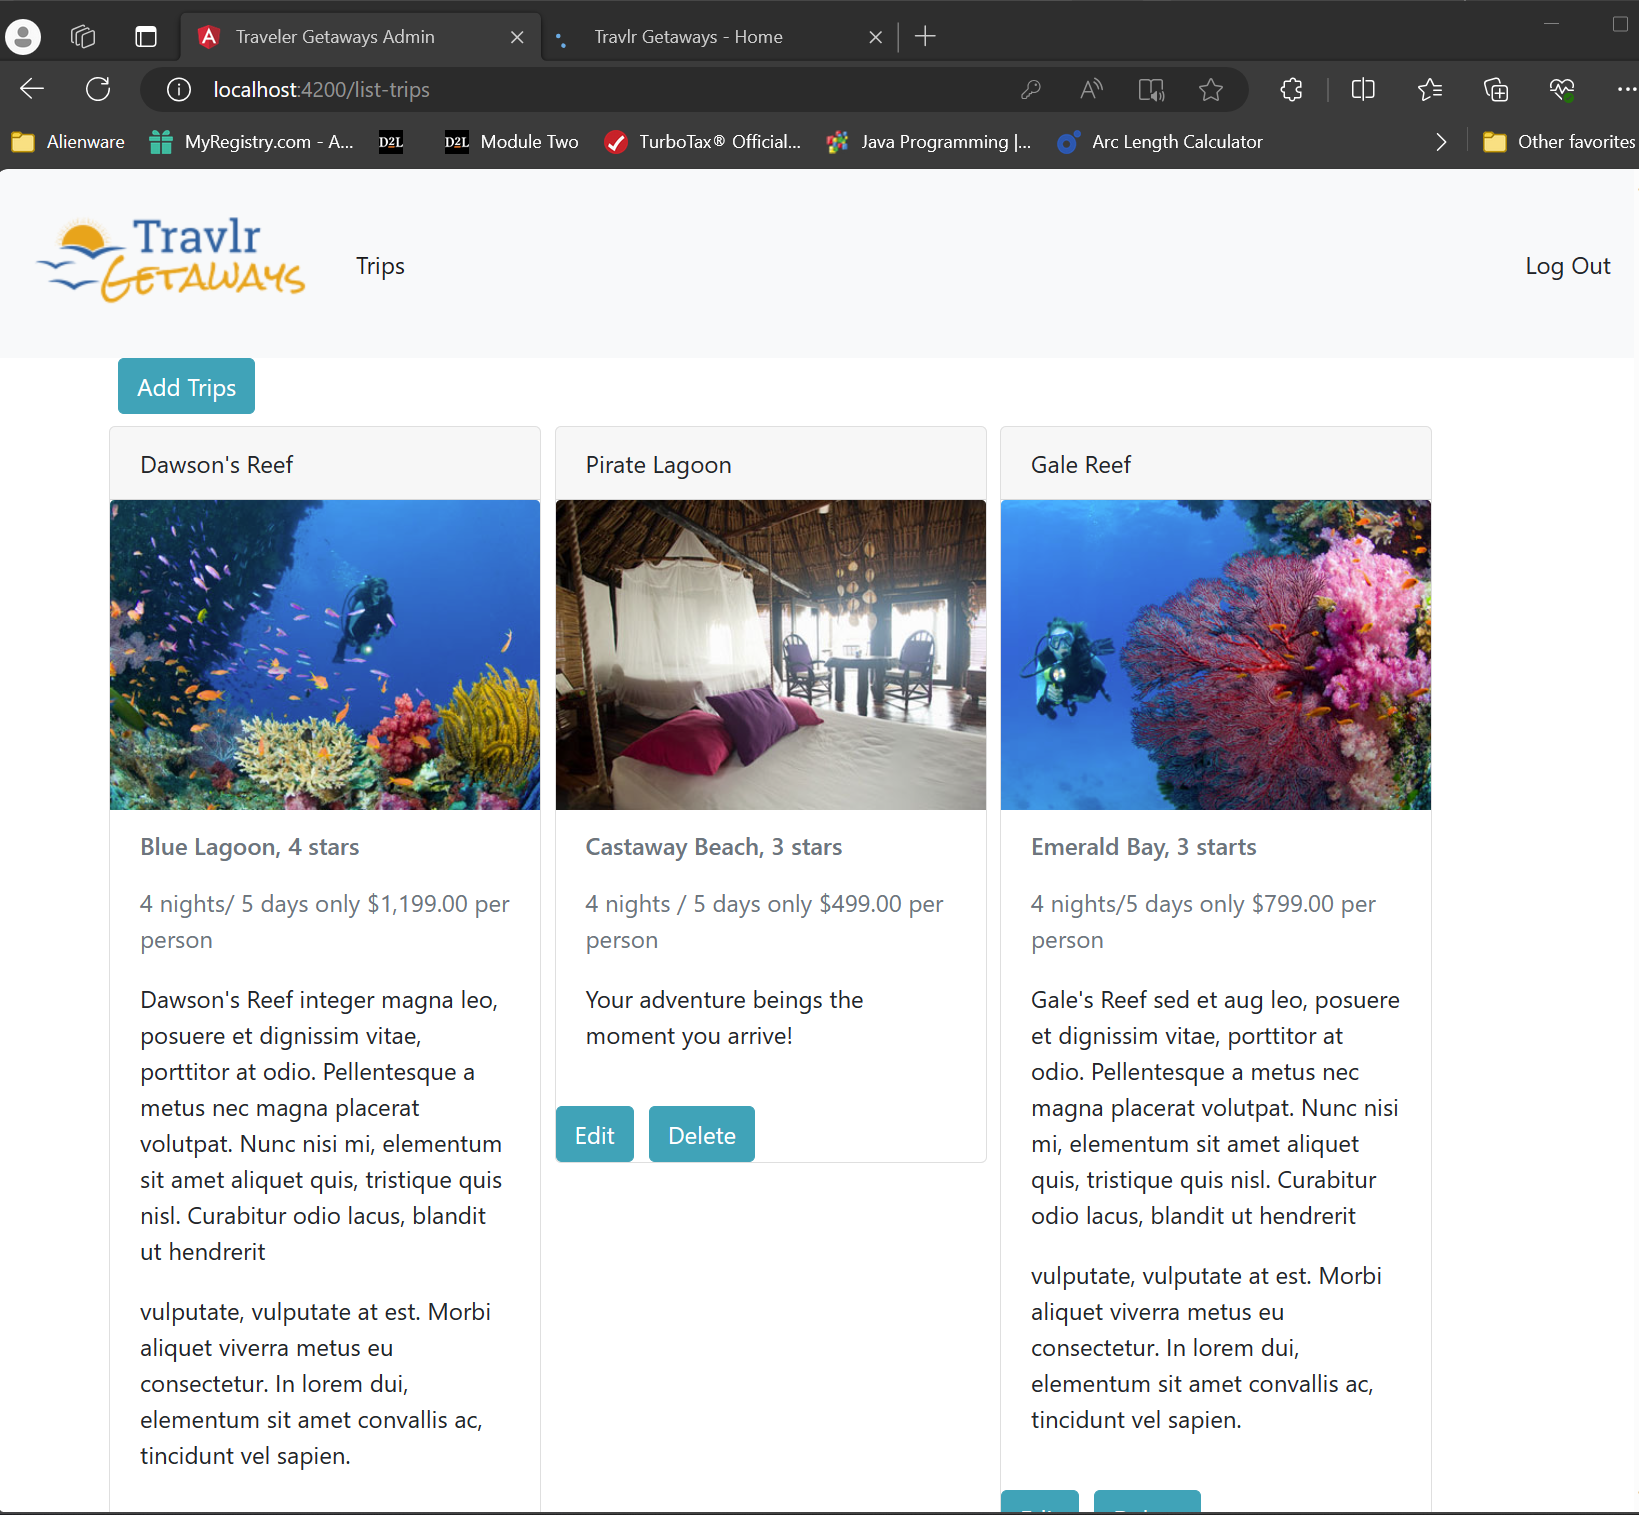 Traveler Getaways Admin
Travlr Getaways - Home
localhost:4200/list-trips
Alienware
MyRegistry.com - A...
D2L
D2L
Module Two
TurboTax® Official...
Java Programming |...
Arc Length Calculator
Other favorites
Travlr
GETAWAYS
Trips
Log Out
Add Trips
Dawson's Reef
Blue Lagoon, 4 stars
4 nights/ 5 days only $1,199.00 per
person
Dawson's Reef integer magna leo,
posuere et dignissim vitae,
porttitor at odio. Pellentesque a
metus nec magna placerat
volutpat. Nunc nisi mi, elementum
sit amet aliquet quis, tristique quis
nisl. Curabitur odio lacus, blandit
ut hendrerit
vulputate, vulputate at est. Morbi
aliquet viverra metus eu
consectetur. In lorem dui,
elementum sit amet convallis ac,
tincidunt vel sapien.
Pirate Lagoon
Castaway Beach, 3 stars
4 nights / 5 days only $499.00 per
person
Your adventure beings the
moment you arrive!
Edit
Delete
Gale Reef
Emerald Bay, 3 starts
4 nights/5 days only $799.00 per
person
Gale's Reef sed et aug leo, posuere
et dignissim vitae, porttitor at
odio. Pellentesque a metus nec
magna placerat volutpat. Nunc nisi
mi, elementum sit amet aliquet
quis, tristique quis nisl. Curabitur
odio lacus, blandit ut hendrerit
vulputate, vulputate at est. Morbi
aliquet viverra metus eu
consectetur. In lorem dui,
elementum sit amet convallis ac,
tincidunt vel sapien.